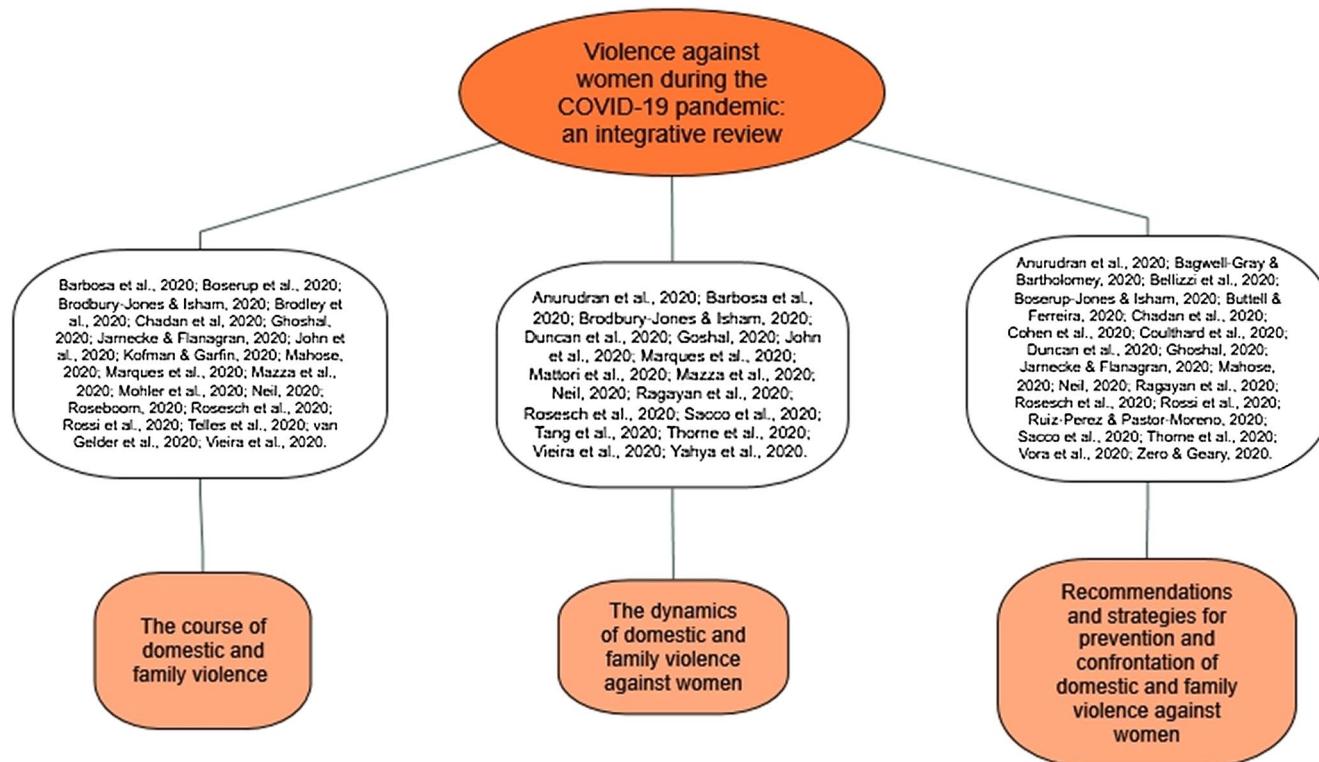 Violence against
women during the
COVID-19 pandemic:
an integrative review
Barbosa et al., 2020; Boserup et al., 2020;
Brodbury-Jones & Isham, 2020; Brodley et
al., 2020; Chadan et al, 2020; Ghoshal,
2020; Jarnecke & Flanagran, 2020; John et
al., 2020; Kofman & Garfin, 2020; Mahose,
2020; Marques et al., 2020; Mazza et al.,
2020; Mohler et al., 2020; Neil, 2020;
Roseboom, 2020; Rosesch et al., 2020;
Rossi et al., 2020; Telles et al., 2020; van
Gelder et al., 2020; Vieira et al., 2020.
Anurudran et al., 2020; Barbosa et al.,
2020; Brodbury-Jones & Isham, 2020;
Duncan et al., 2020; Goshal, 2020; John
et al., 2020; Marques et al., 2020;
Mattori et al., 2020; Mazza et al., 2020;
Neil, 2020; Ragayan et al., 2020;
Rosesch et al., 2020; Sacco et al., 2020;
Tang et al., 2020; Thorne et al., 2020;
Vieira et al., 2020; Yahya et al., 2020.
Anurudran et al., 2020; Bagwell-Gray &
Bartholomey, 2020; Bellizzi et al., 2020;
Boserup-Jones & Isham, 2020; Buttell &
Ferreira, 2020; Chadan et al., 2020;
Cohen et al., 2020; Coulthard et al., 2020;
Duncan et al., 2020; Ghoshal, 2020;
Jarnecke & Flanagran, 2020; Mahose,
2020; Neil, 2020; Ragayan et al., 2020;
Rosesch et al., 2020; Rossi et al., 2020;
Ruiz-Perez & Pastor-Moreno, 2020;
Sacco et al., 2020; Thorne et al., 2020;
Vora et al., 2020; Zero & Geary, 2020.
The course of
domestic and
family violence
The dynamics
of domestic and
family violence
against women
Recommendations
and strategies for
prevention and
confrontation of
domestic and family
violence against
women